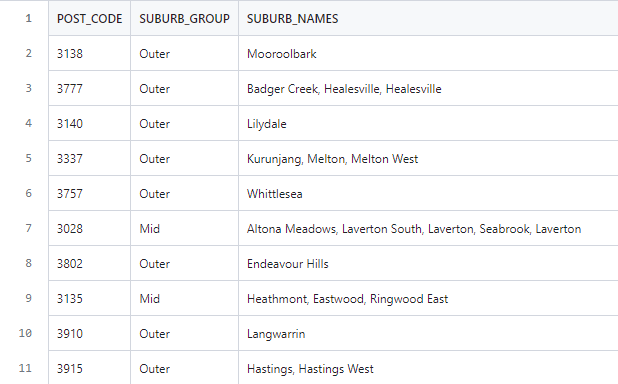 1 POST_CODE SUBURB_GROUP SUBURB_NAMES
2 3138 Outer Mooroolbark
3 3777 Outer Badger Creek, Healesville, Healesville
4 3140 Outer Lilydale
5 3337 Outer Kurunjang, Melton, Melton West
6 3757 Outer Whittlesea
7 3028 Mid Altona Meadows, Laverton South, Laverton, Seabrook, Laverton
8 3802 Outer Endeavour Hills
9 3135 Mid Heathmont, Eastwood, Ringwood East
10 3910 Outer Langwarrin
11 3915 Outer Hastings, Hastings West